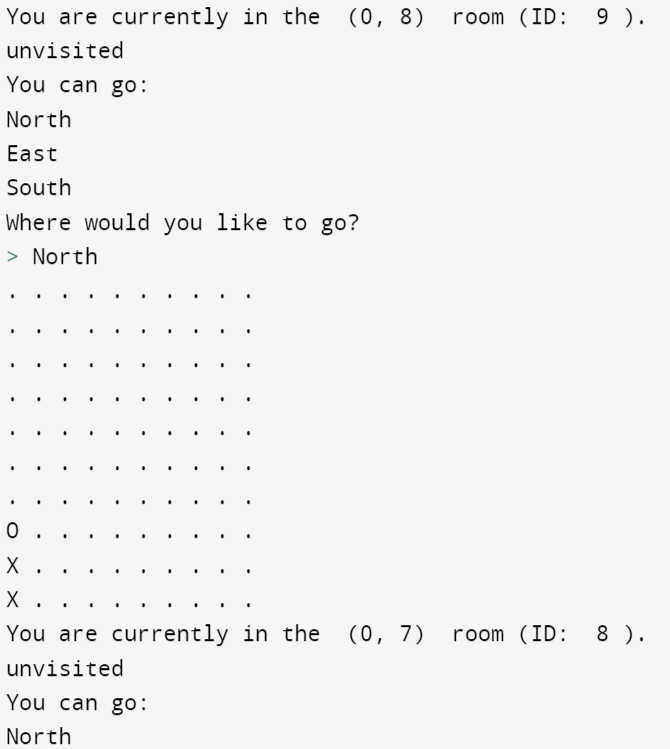 You are currently in the  (0, 8)  room (ID:  9 ).
unvisited
You can go:
North
East
South
Where would you like to go?
> North
. . . . . . . . . .
. . . . . . . . . .
. . . . . . . . . .
. . . . . . . . . .
. . . . . . . . . .
. . . . . . . . . .
. . . . . . . . . .
O . . . . . . . . .
X . . . . . . . . .
X . . . . . . . . .
You are currently in the  (0, 7)  room (ID:  8 ).
unvisited
You can go:
North